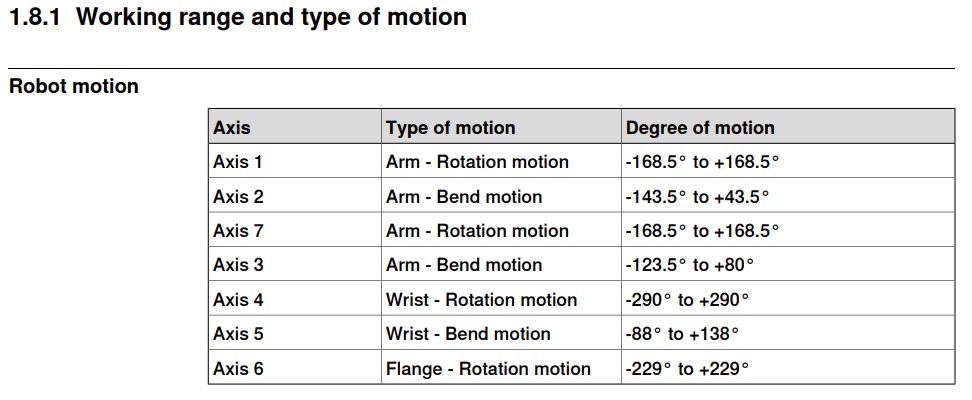 1.8.1 Working range and type of motion
Robot motion
Axis Type of motion Degree of motion
Axis 1 Arm - Rotation motion -168.5° to +168.5°
Axis 2 Arm - Bend motion -143.5° to +43.5°
Axis 7 Arm - Rotation motion -168.5° to +168.5°
Axis 3 Arm - Bend motion -123.5° to +80°
Axis 4 Wrist - Rotation motion -290° to +290°
Axis 5 Wrist - Bend motion -88° to +138°
Axis 6 Flange - Rotation motion -229° to +229°